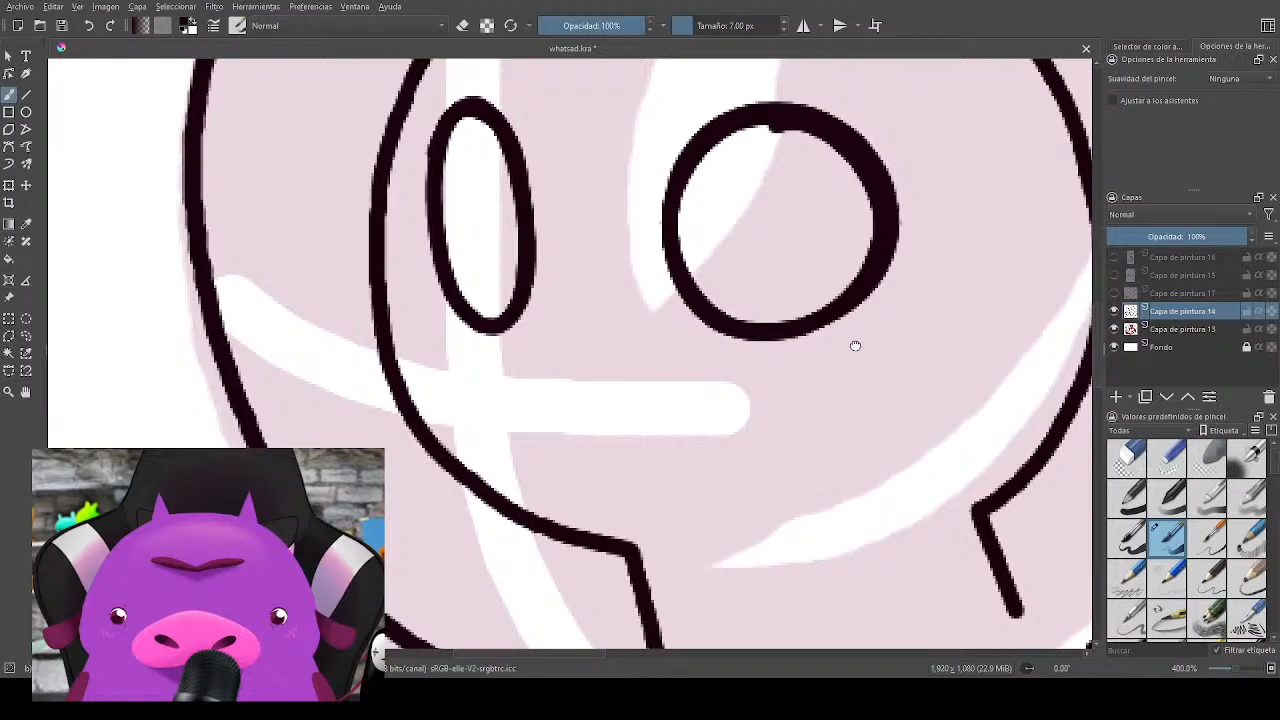 Archivo Editar Ver Imagen Capa Seleccionar Filtro Herramientas Preferencias Ventana Ayuda
Normal Opacidad: 100% Tamaño: 7.00 px
whatsad.kra *
Selector de color a... Opciones de la her...
Opciones de la herramienta
Suavidad del pincel: Ninguna
Ajustar a los asistentes
Capas
Normal
Opacidad: 100%
Capa de pintura 16
Capa de pintura 15
Capa de pintura 17
Capa de pintura 14
Capa de pintura 13
Fondo
Valores predefinidos de pincel
Todas Etiqueta
Buscar Filtrar etiqueta
bits/canal) sRGB-elle-V2-srgbtrc.icc 1,920 x 1,080 (22.9 MiB) 0.00° 400.0%